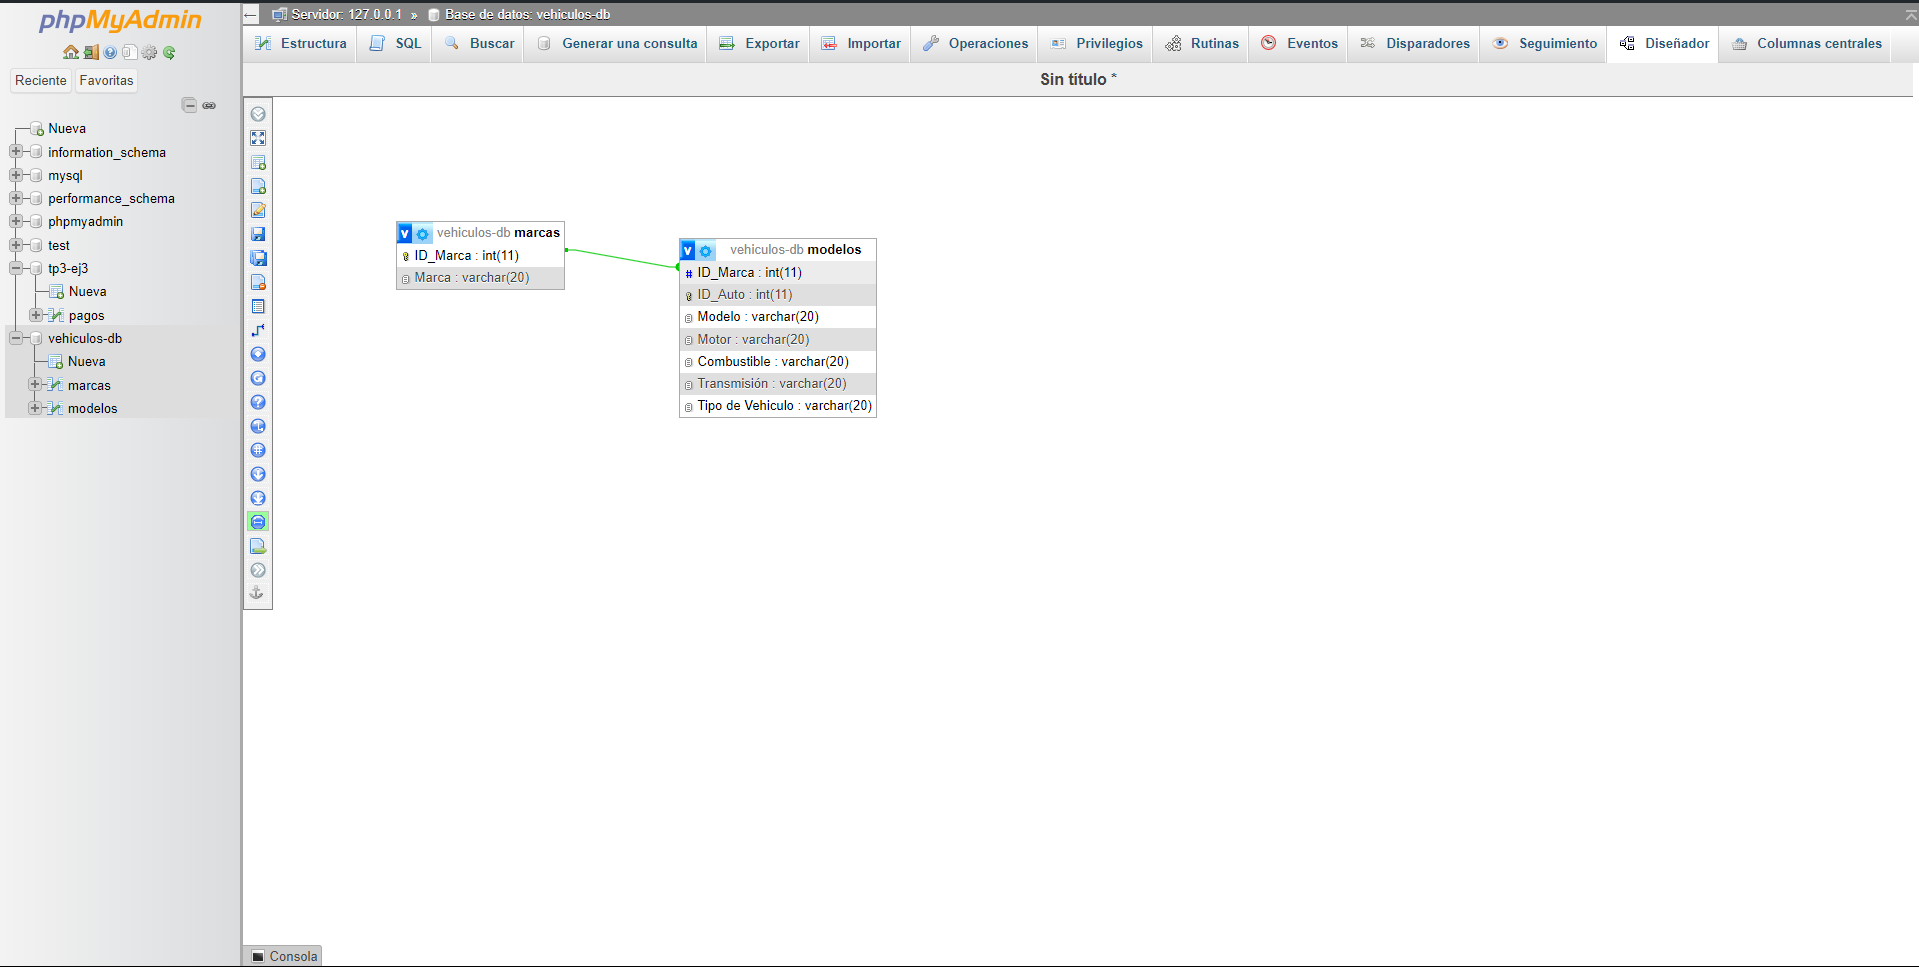 phpMyAdmin
Reciente Favoritas
Nueva
information_schema
mysql
performance_schema
phpmyadmin
test
tp3-ej3
Nueva
pagos
vehiculos-db
Nueva
marcas
modelos
Servidor: 127.0.0.1 » Base de datos: vehiculos-db
Estructura SQL Buscar Generar una consulta Exportar Importar Operaciones Privilegios Rutinas Eventos Disparadores Seguimiento Diseñador Columnas centrales
Sin título *
v vehiculos-db marcas
ID_Marca : int(11)
Marca : varchar(20)
v vehiculos-db modelos
# ID_Marca : int(11)
ID_Auto : int(11)
Modelo : varchar(20)
Motor : varchar(20)
Combustible : varchar(20)
Transmisión : varchar(20)
Tipo de Vehiculo : varchar(20)
Consola